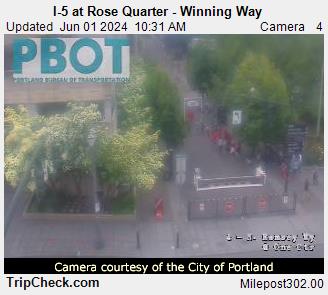 I-5 at Rose Quarter - Winning Way
Updated Jun 01 2024 10:31 AM Camera 4
PBOT
PORTLAND BUREAU OF TRANSPORTATION
Camera courtesy of the City of Portland
TripCheck.com Milepost302.00